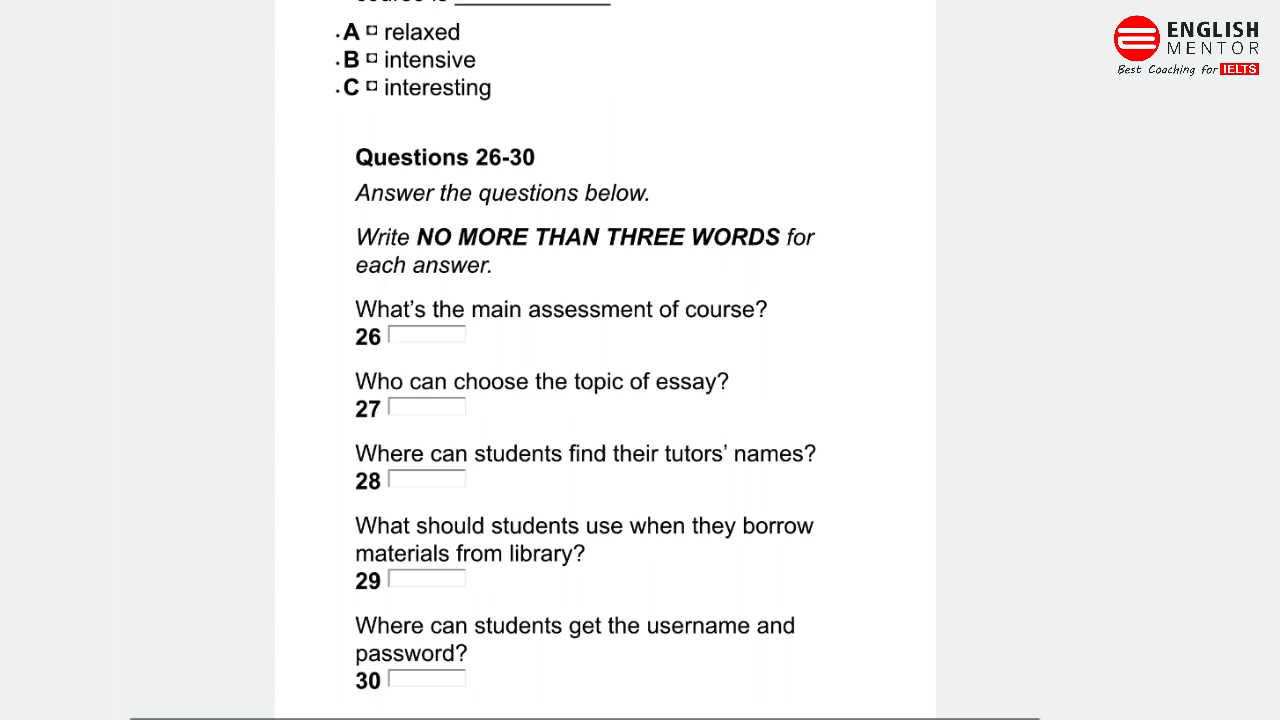 course is ____________
. A relaxed
. B intensive
. C interesting
ENGLISH
MENTOR
Best Coaching for IELTS
Questions 26-30
Answer the questions below.
Write NO MORE THAN THREE WORDS for
each answer.
What’s the main assessment of course?
26
Who can choose the topic of essay?
27
Where can students find their tutors’ names?
28
What should students use when they borrow
materials from library?
29
Where can students get the username and
password?
30